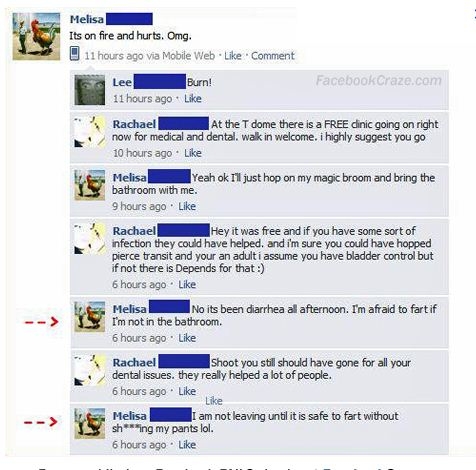 Melisa
Its on fire and hurts. Omg.
11 hours ago via Mobile Web · Like · Comment
FacebookCraze.com
Lee Burn!
11 hours ago · Like
Rachael At the T dome there is a FREE clinic going on right
now for medical and dental. walk in welcome. i highly suggest you go
10 hours ago · Like
Melisa Yeah ok I'll just hop on my magic broom and bring the
bathroom with me.
9 hours ago · Like
Rachael Hey it was free and if you have some sort of
infection they could have helped. and i'm sure you could have hopped
pierce transit and your an adult i assume you have bladder control but
if not there is Depends for that :)
6 hours ago · Like
Melisa No its been diarrhea all afternoon. I'm afraid to fart if
I'm not in the bathroom.
6 hours ago · Like
Rachael Shoot you still should have gone for all your
dental issues. they really helped a lot of people.
6 hours ago · Like
Like
Melisa I am not leaving until it is safe to fart without
sh***ing my pants lol.
6 hours ago · Like